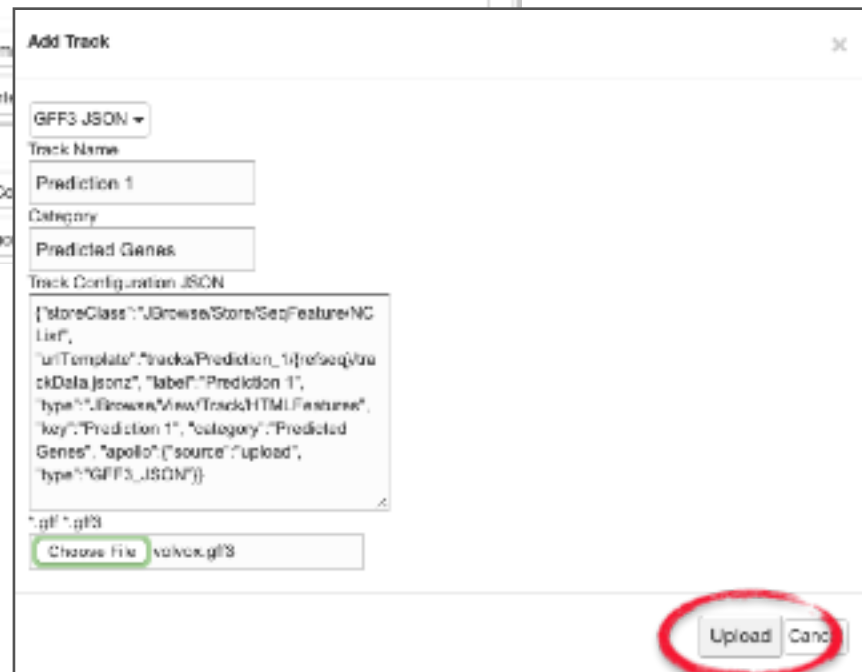 Add Track
×
GFF3 JSON
Track Name
Prediction 1
Category
Predicted Genes
Track Configuration JSON
{"storeClass":"JBrowse/Store/SeqFeature/NC
List",
"urlTemplate":"tracks/Prediction_1/{refseq}/tra
ckData.jsonz", "label":"Prediction 1",
"type":"JBrowse/View/Track/HTMLFeatures",
"key":"Prediction 1", "category":"Predicted
Genes", "apollo":{"source":"upload",
"type":"GFF3_JSON"}}
*.gff *.gff3
Choose File volvox.gff3
Upload Canc